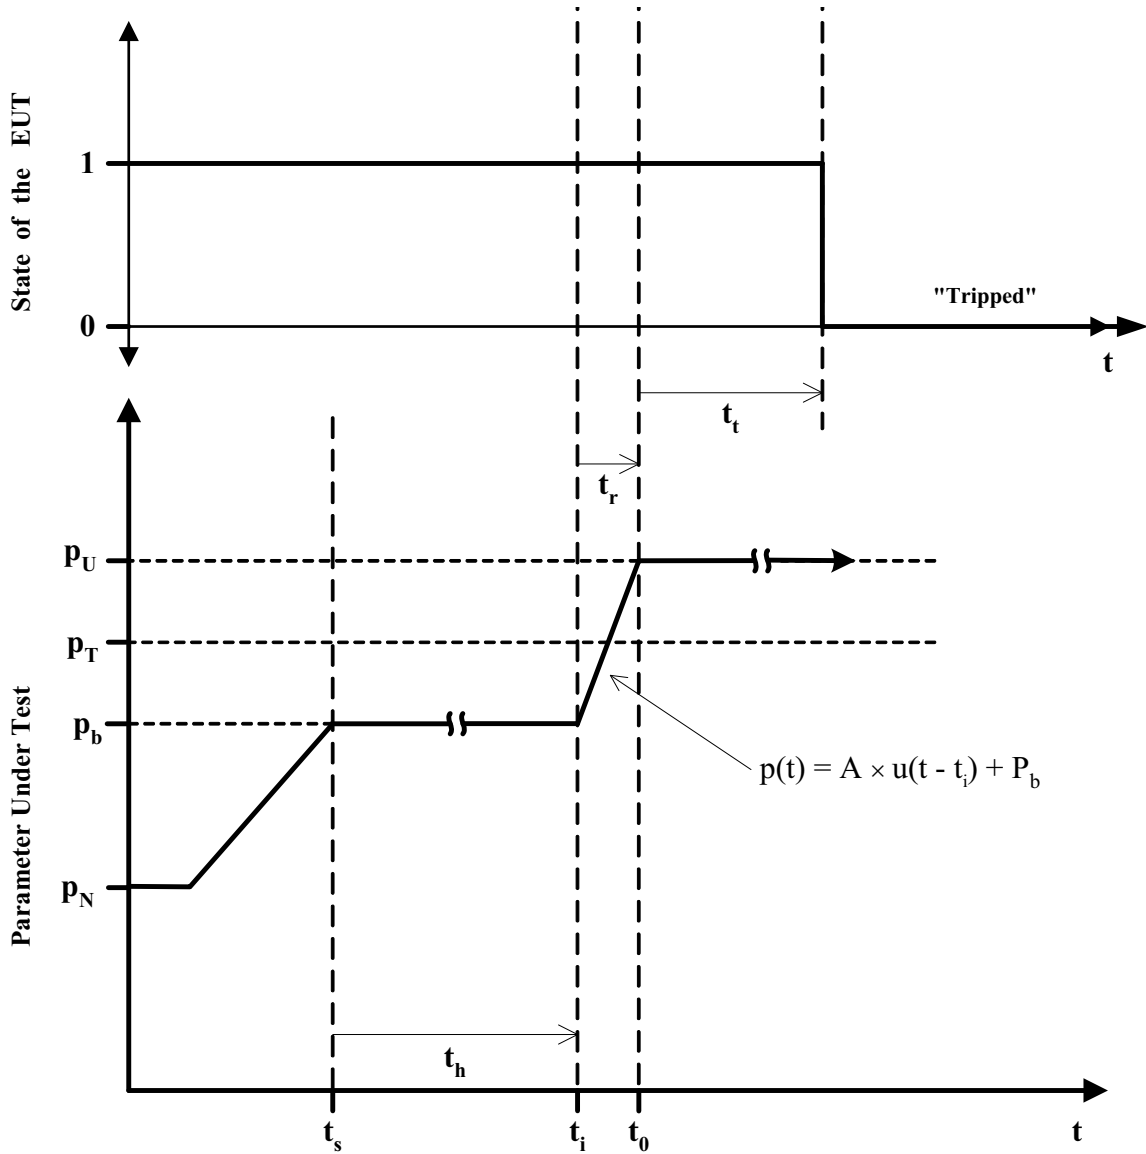 State of the EUT
1
0
"Tripped"
t
t_t
t_r
p_U
p_T
p_b
p_N
Parameter Under Test
p(t) = A × u(t - t_i) + P_b
t_h
t_s
t_i
t_0
t